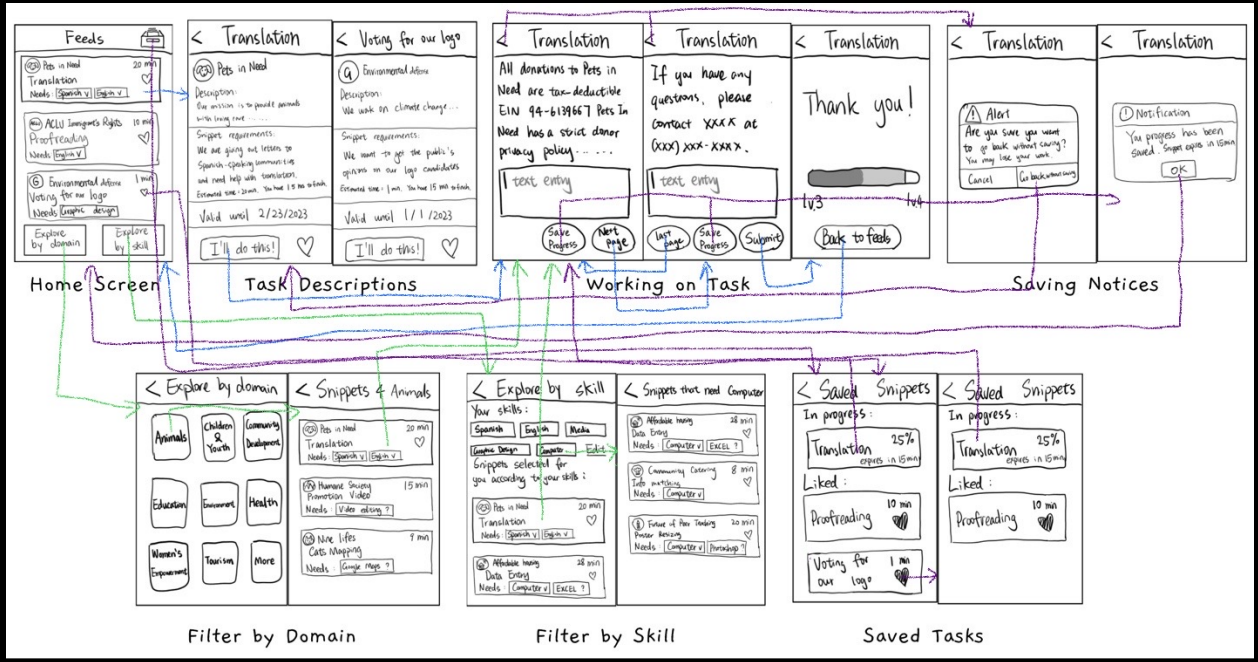 Feeds
Pets in Need 20 min
Translation
Needs: Spanish v English v
ACLU Immigrants Rights 10 min
Proofreading
Needs English v
Environmental defense 1 min
Voting for our logo
Needs Graphic design
Explore by domain
Explore by skill
Home Screen
< Translation
Pets in Need
Description:
Our mission is to provide animals
with loving care ......
Snippet requirements:
We are giving out letters to
Spanish-speaking communities
and need help with translation.
Estimated time: 20min. You have 15 min to finish.
Valid until 2/23/2023
I'll do this!
< Voting for our logo
Environmental defense
Description:
We work on climate change ...
Snippet requirements:
We want to get the public's
opinions on our logo candidates
Estimated time: 1 min. You have 15 min to finish.
Valid until 1/1/2023
I'll do this!
Task Descriptions
< Translation
All donations to Pets in
Need are tax-deductible
EIN 94-6139667 Pets In
Need has a strict donor
privacy policy ......
text entry
Save Progress
Next page
< Translation
If you have any
questions, please
contact XXXX at
(xxx) xxx-xxxx.
text entry
last page
Save Progress
Submit
Translation
Thank you!
lv.3 lv.4
Back to feeds
Working on Task
< Translation
! Alert
Are you sure you want
to go back without saving?
You may lose your work.
Cancel
Go back without saving
< Translation
! Notification
You progress has been
saved. Snippet expires in 15min
OK
Saving Notices
< Explore by domain
Animals
Children & Youth
Community Development
Education
Environment
Health
Women's Empowerment
Tourism
More
< Snippets 4 Animals
Pets in Need 20 min
Translation
Needs: Spanish v English v
Humane Society 15 min
Promotion Video
Needs: Video editing ?
Nine lifes 9 min
Cats Mapping
Needs: Google Maps ?
Filter by Domain
< Explore by skill
Your skills:
Spanish English Media
Graphic Design Computer Edit
Snippets selected for
you according to your skills:
Pets in Need 20 min
Translation
Needs: Spanish v English v
Affordable housing 28 min
Data Entry
Needs: Computer v EXCEL ?
< Snippets that need Computer
Affordable housing 28 min
Data Entry
Needs: Computer v EXCEL ?
Community Catering 8 min
Info matching
Needs: Computer v
Future of Peer Teaching 20 min
Poster Resizing
Needs: Computer v Photoshop ?
Filter by Skill
< Saved Snippets
In progress:
Translation 25%
expires in 15min
Liked:
Proofreading 10 min
Voting for our logo 1 min
< Saved Snippets
In progress:
Translation 25%
expires in 15min
Liked:
Proofreading 10 min
Saved Tasks